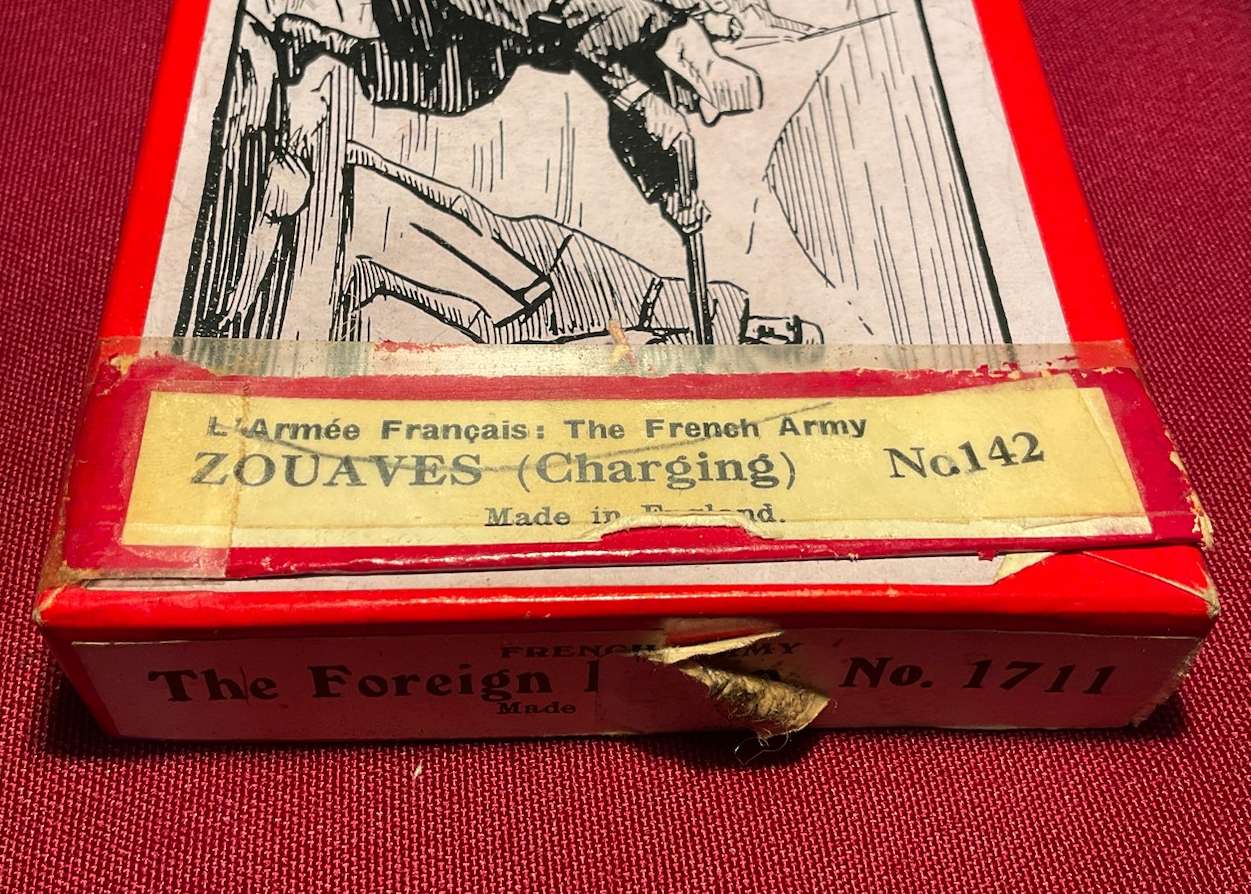 L'Armée Français: The French Army
ZOUAVES (Charging) No. 142
Made in England.
FRENCH ARMY
The Foreign No. 1711
Made